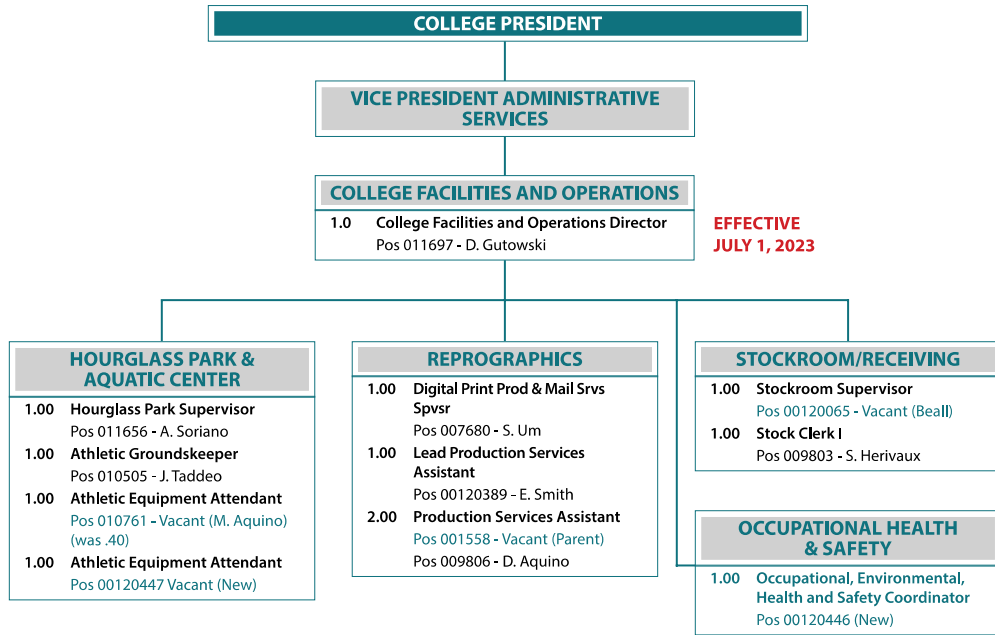 COLLEGE PRESIDENT
VICE PRESIDENT ADMINISTRATIVE
SERVICES
COLLEGE FACILITIES AND OPERATIONS
1.0 College Facilities and Operations Director
Pos 011697 - D. Gutowski
EFFECTIVE
JULY 1, 2023
HOURGLASS PARK &
AQUATIC CENTER
1.00 Hourglass Park Supervisor
Pos 011656 - A. Soriano
1.00 Athletic Groundskeeper
Pos 010505 - J. Taddeo
1.00 Athletic Equipment Attendant
Pos 010761 - Vacant (M. Aquino)
(was .40)
1.00 Athletic Equipment Attendant
Pos 00120447 Vacant (New)
REPROGRAPHICS
1.00 Digital Print Prod & Mail Srvs
Spvsr
Pos 007680 - S. Um
1.00 Lead Production Services
Assistant
Pos 00120389 - E. Smith
2.00 Production Services Assistant
Pos 001558 - Vacant (Parent)
Pos 009806 - D. Aquino
STOCKROOM/RECEIVING
1.00 Stockroom Supervisor
Pos 00120065 - Vacant (Beall)
1.00 Stock Clerk I
Pos 009803 - S. Herivaux
OCCUPATIONAL HEALTH
& SAFETY
1.00 Occupational, Environmental,
Health and Safety Coordinator
Pos 00120446 (New)